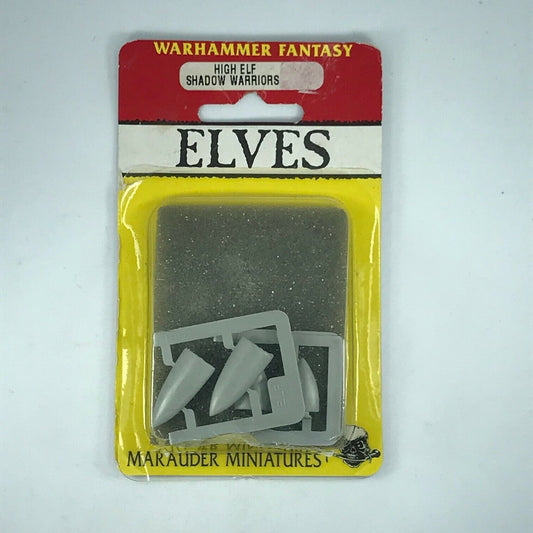 WARHAMMER FANTASY
HIGH ELF
SHADOW WARRIORS
ELVES
MARAUDER MINIATURES